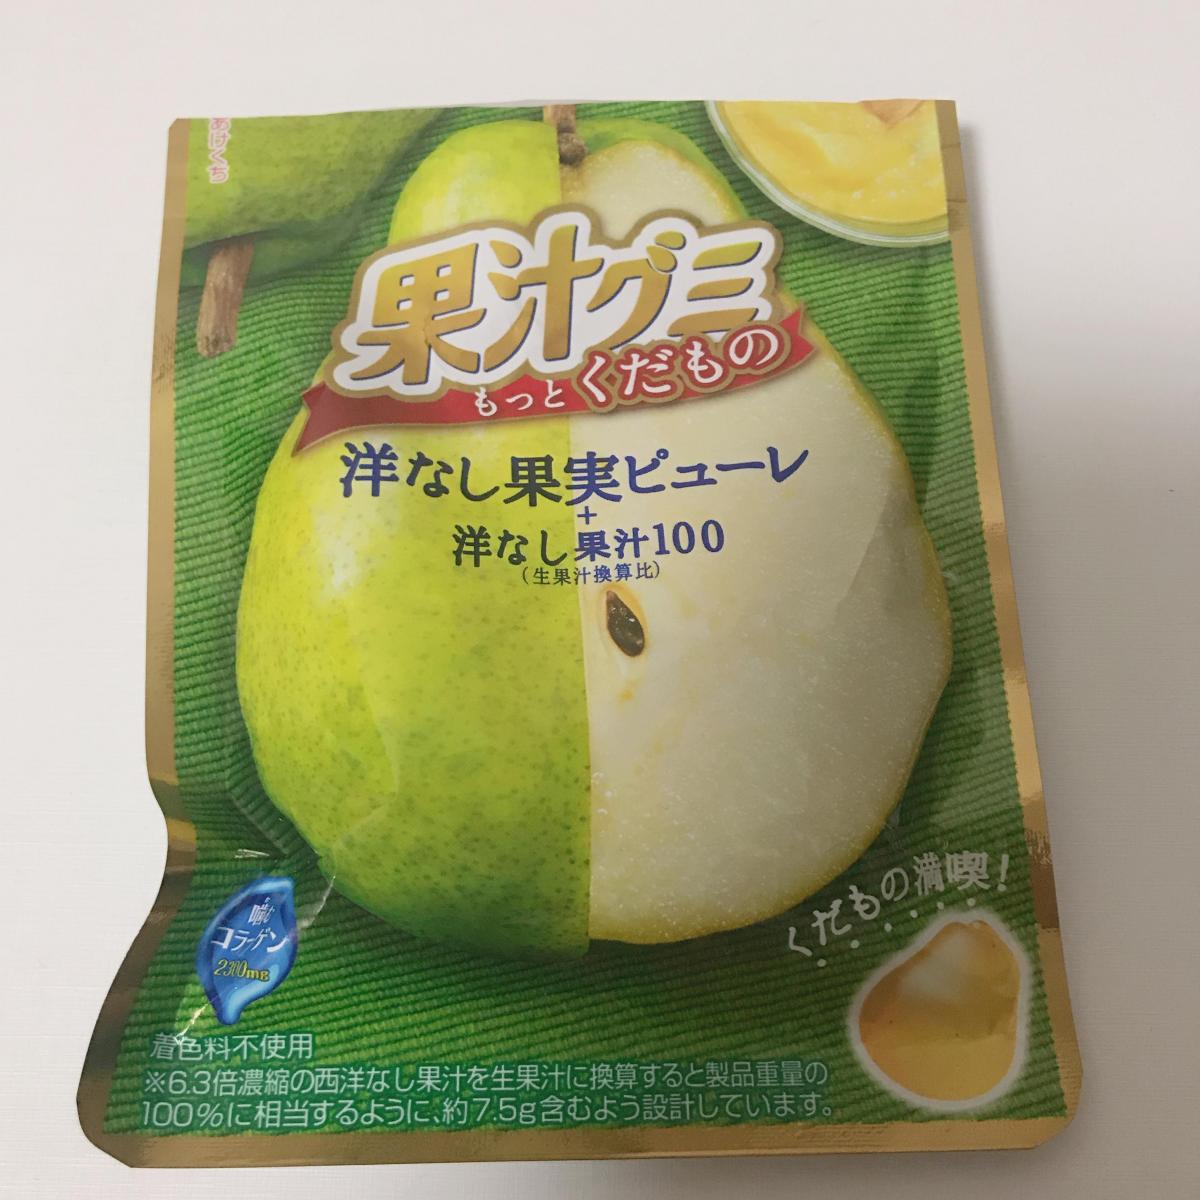 あけくち
果汁グミ
もっとくだもの
洋なし果実ピューレ
+
洋なし果汁100
(生果汁換算比)
くだもの満喫!
噛む
コラーゲン
2300mg
着色料不使用
※6.3倍濃縮の西洋なし果汁を生果汁に換算すると製品重量の
100%に相当するように、約7.5g含むよう設計しています。